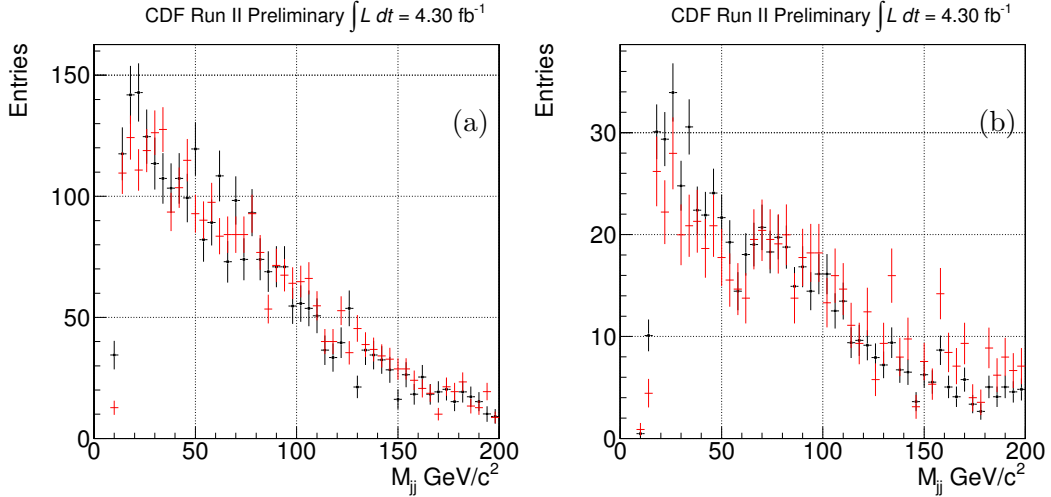 CDF Run II Preliminary ∫L dt = 4.30 fb⁻¹
Entries
150
100
50
0
(a)
0 50 100 150 200
M_jj GeV/c²
CDF Run II Preliminary ∫L dt = 4.30 fb⁻¹
Entries
30
20
10
0
(b)
0 50 100 150 200
M_jj GeV/c²